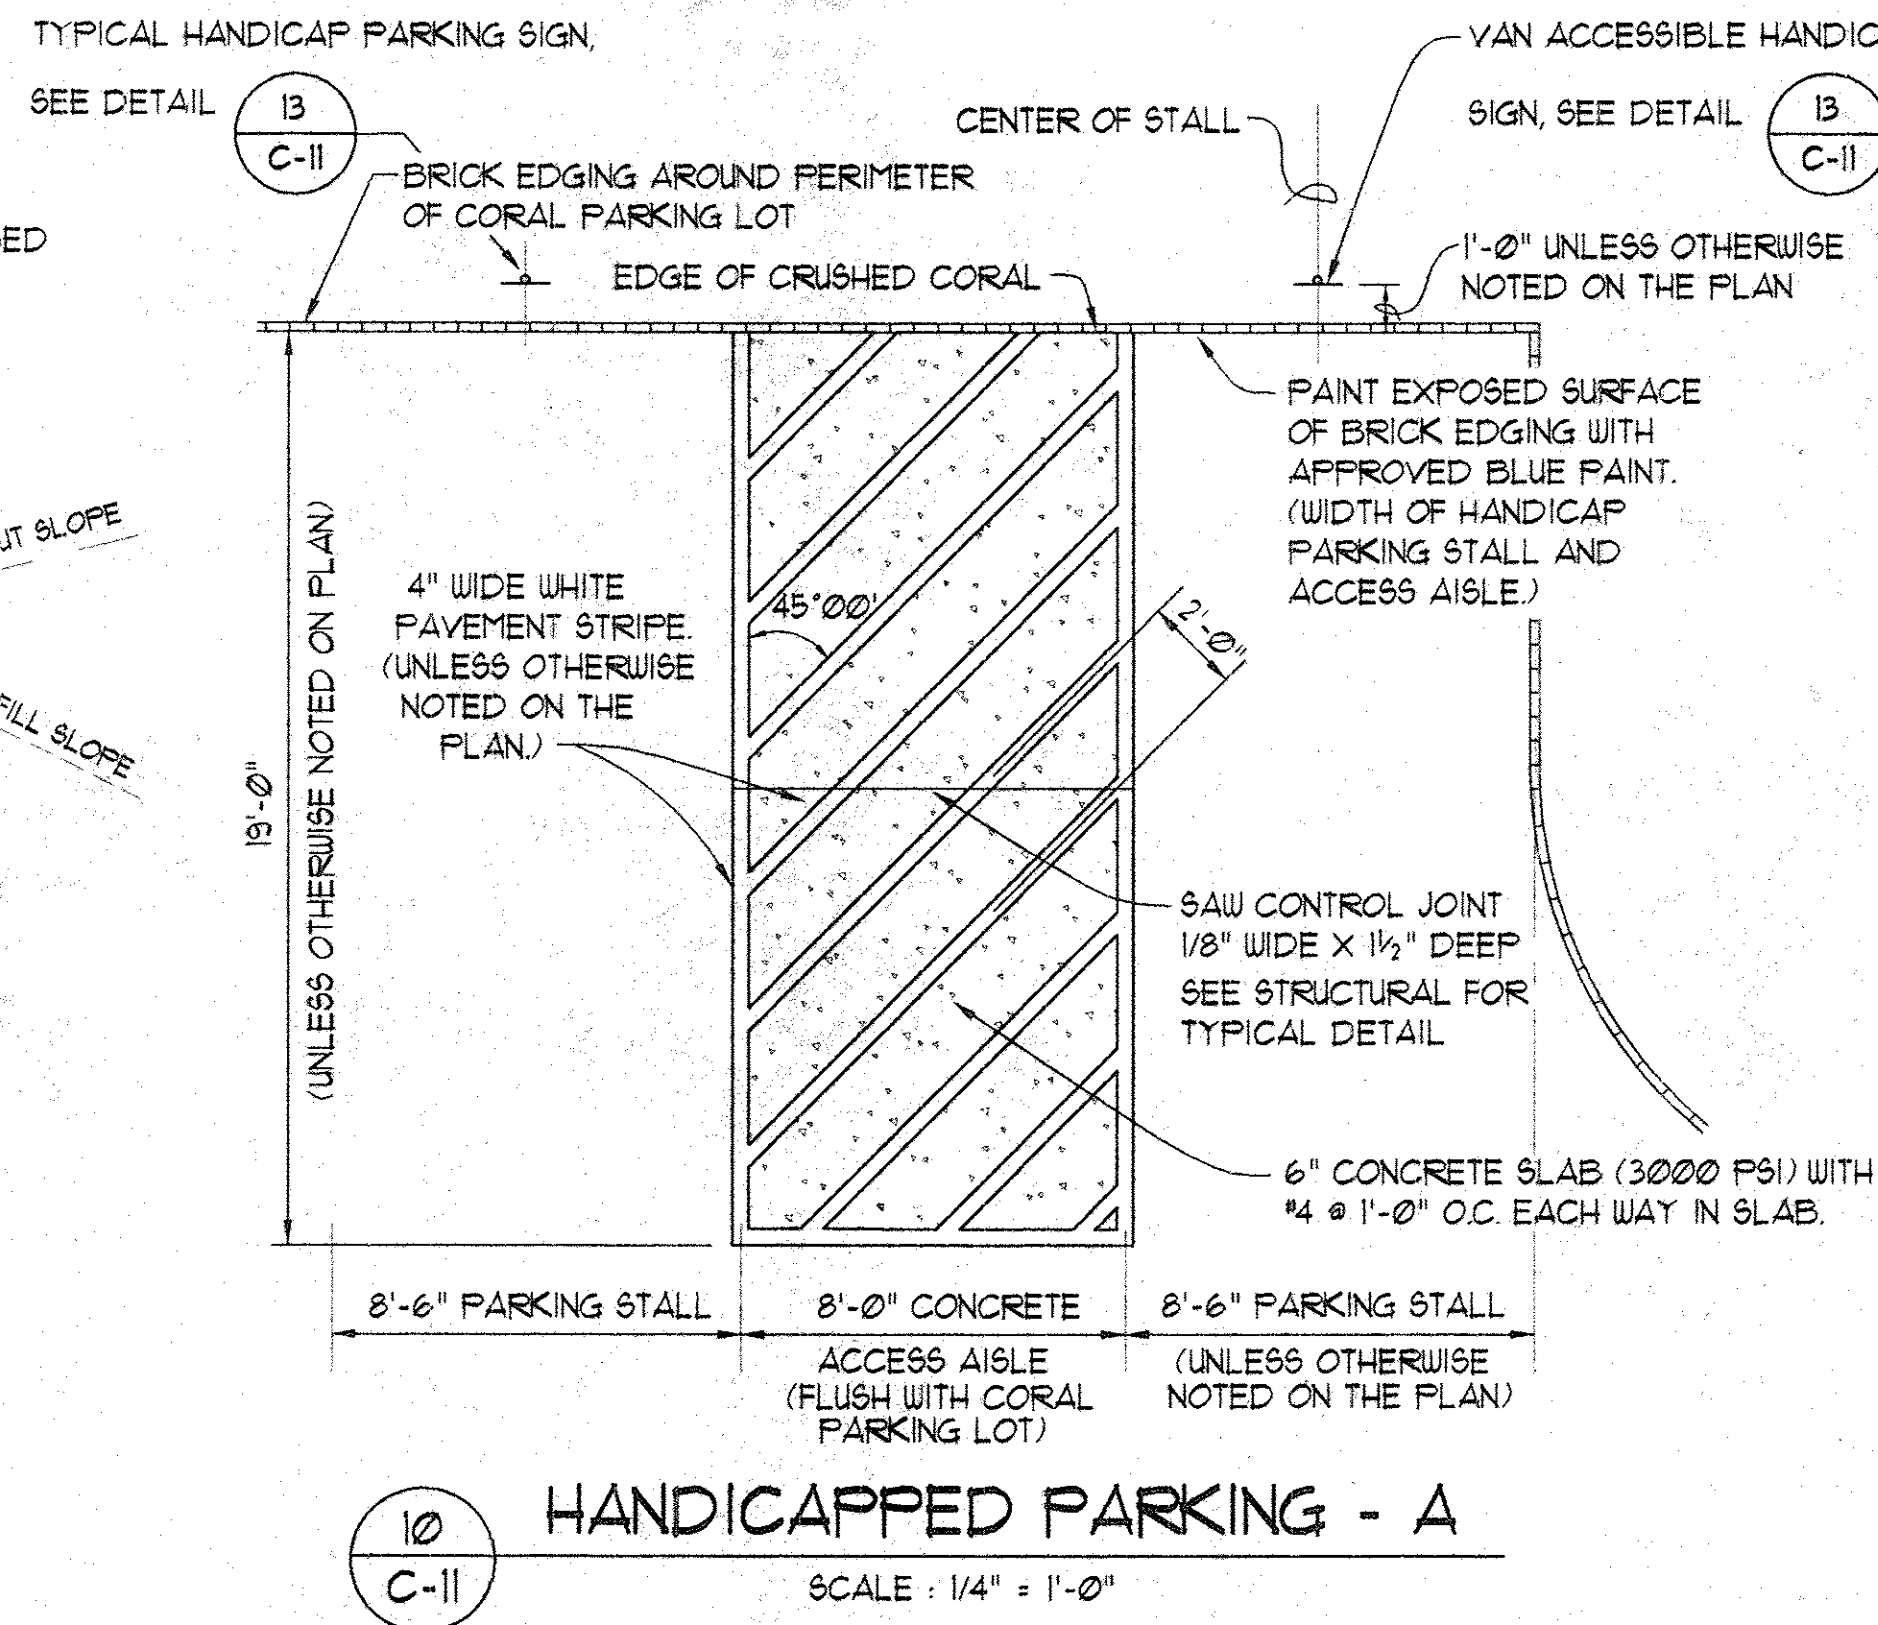 TYPICAL HANDICAP PARKING SIGN,
SEE DETAIL
13
C-11
BRICK EDGING AROUND PERIMETER
OF CORAL PARKING LOT
EDGE OF CRUSHED CORAL
CENTER OF STALL
VAN ACCESSIBLE HANDIC
SIGN, SEE DETAIL
13
C-11
1'-0" UNLESS OTHERWISE
NOTED ON THE PLAN
SED
UT SLOPE
FILL SLOPE
PAINT EXPOSED SURFACE
OF BRICK EDGING WITH
APPROVED BLUE PAINT.
(WIDTH OF HANDICAP
PARKING STALL AND
ACCESS AISLE.)
19'-0"
(UNLESS OTHERWISE NOTED ON PLAN)
4" WIDE WHITE
PAVEMENT STRIPE.
(UNLESS OTHERWISE
NOTED ON THE
PLAN.)
45°00'
2'-0"
SAW CONTROL JOINT
1/8" WIDE X 1½" DEEP
SEE STRUCTURAL FOR
TYPICAL DETAIL
6" CONCRETE SLAB (3000 PSI) WITH
#4 @ 1'-0" O.C. EACH WAY IN SLAB.
8'-6" PARKING STALL
8'-0" CONCRETE
ACCESS AISLE
(FLUSH WITH CORAL
PARKING LOT)
8'-6" PARKING STALL
(UNLESS OTHERWISE
NOTED ON THE PLAN)
10
C-11
HANDICAPPED PARKING - A
SCALE : 1/4" = 1'-0"